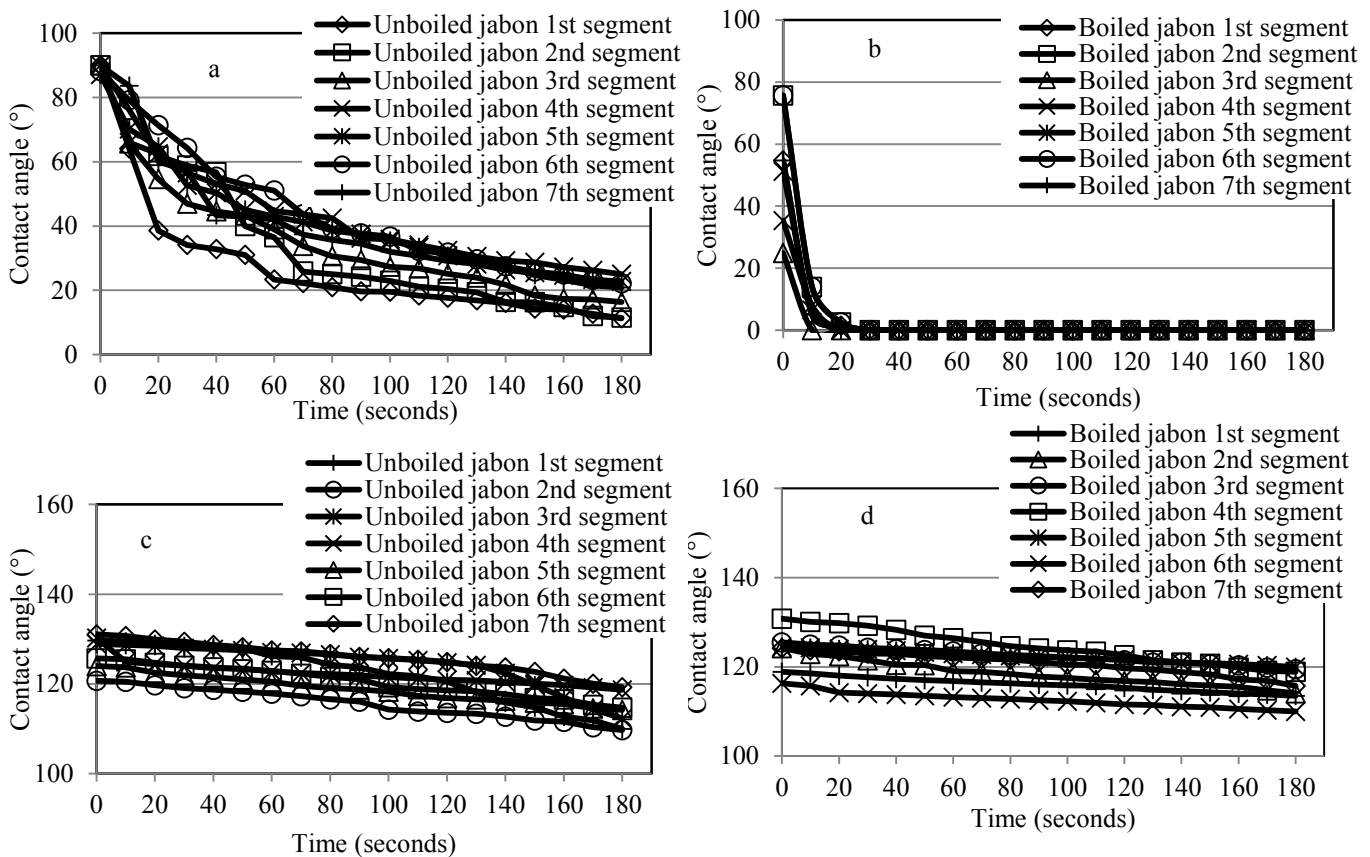 100
80
60
40
20
0
Contact angle (°)
a
Unboiled jabon 1st segment
Unboiled jabon 2nd segment
Unboiled jabon 3rd segment
Unboiled jabon 4th segment
Unboiled jabon 5th segment
Unboiled jabon 6th segment
Unboiled jabon 7th segment
0 20 40 60 80 100 120 140 160 180
Time (seconds)
100
80
60
40
20
0
Contact angle (°)
b
Boiled jabon 1st segment
Boiled jabon 2nd segment
Boiled jabon 3rd segment
Boiled jabon 4th segment
Boiled jabon 5th segment
Boiled jabon 6th segment
Boiled jabon 7th segment
0 20 40 60 80 100 120 140 160 180
Time (seconds)
160
140
120
100
Contact angle (°)
c
Unboiled jabon 1st segment
Unboiled jabon 2nd segment
Unboiled jabon 3rd segment
Unboiled jabon 4th segment
Unboiled jabon 5th segment
Unboiled jabon 6th segment
Unboiled jabon 7th segment
0 20 40 60 80 100 120 140 160 180
Time (seconds)
160
140
120
100
Contact angle (°)
d
Boiled jabon 1st segment
Boiled jabon 2nd segment
Boiled jabon 3rd segment
Boiled jabon 4th segment
Boiled jabon 5th segment
Boiled jabon 6th segment
Boiled jabon 7th segment
0 20 40 60 80 100 120 140 160 180
Time (seconds)